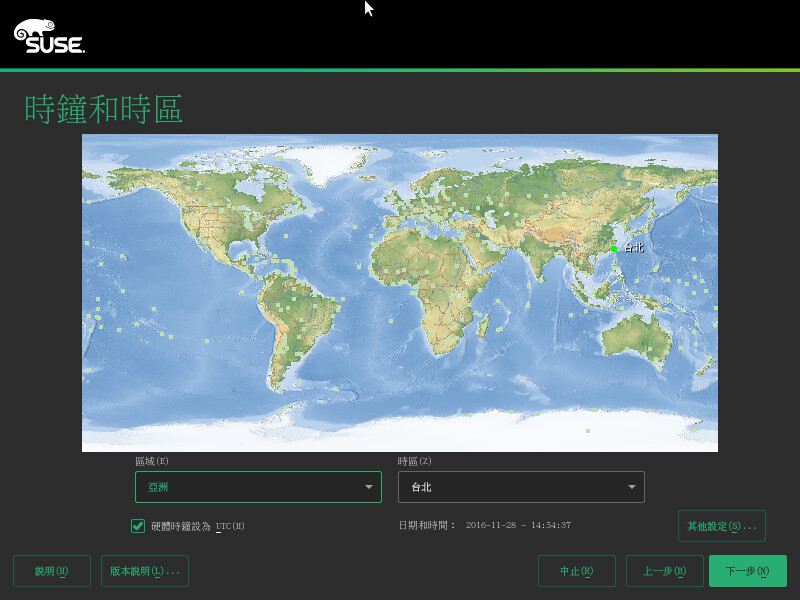 SUSE.
時鐘和時區
台北
區域(E)
時區(Z)
亞洲
台北
硬體時鐘設為 UTC(H)
日期和時間： 2016-11-28 - 14:54:37
其他設定(S)...
說明(H)
版本說明(L)...
中止(R)
上一步(B)
下一步(N)